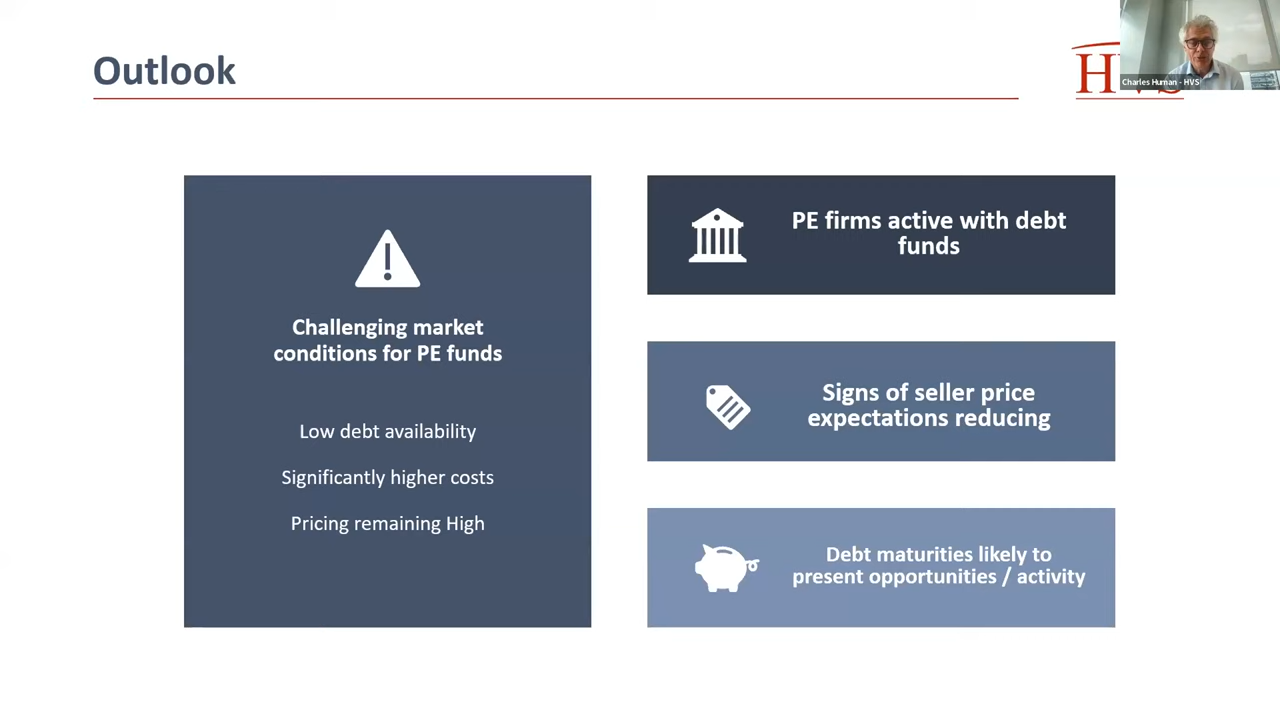 Outlook
HVS
Charles Human - HVS
Challenging market
conditions for PE funds
Low debt availability
Significantly higher costs
Pricing remaining High
PE firms active with debt
funds
Signs of seller price
expectations reducing
Debt maturities likely to
present opportunities / activity